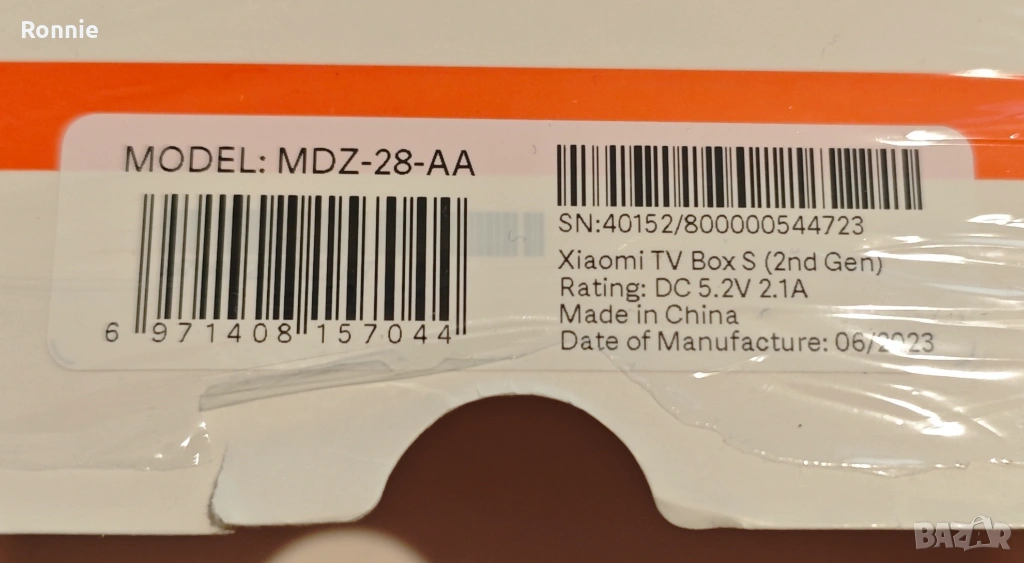 Ronnie
MODEL: MDZ-28-AA
6 971408 157044
SN:40152/800000544723
Xiaomi TV Box S (2nd Gen)
Rating: DC 5.2V 2.1A
Made in China
Date of Manufacture: 06/2023
BAZAR